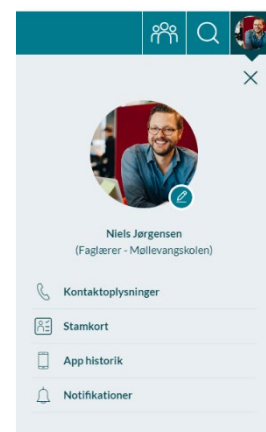 Niels Jørgensen
(Faglærer - Møllevangskolen)
Kontaktoplysninger
Stamkort
App historik
Notifikationer